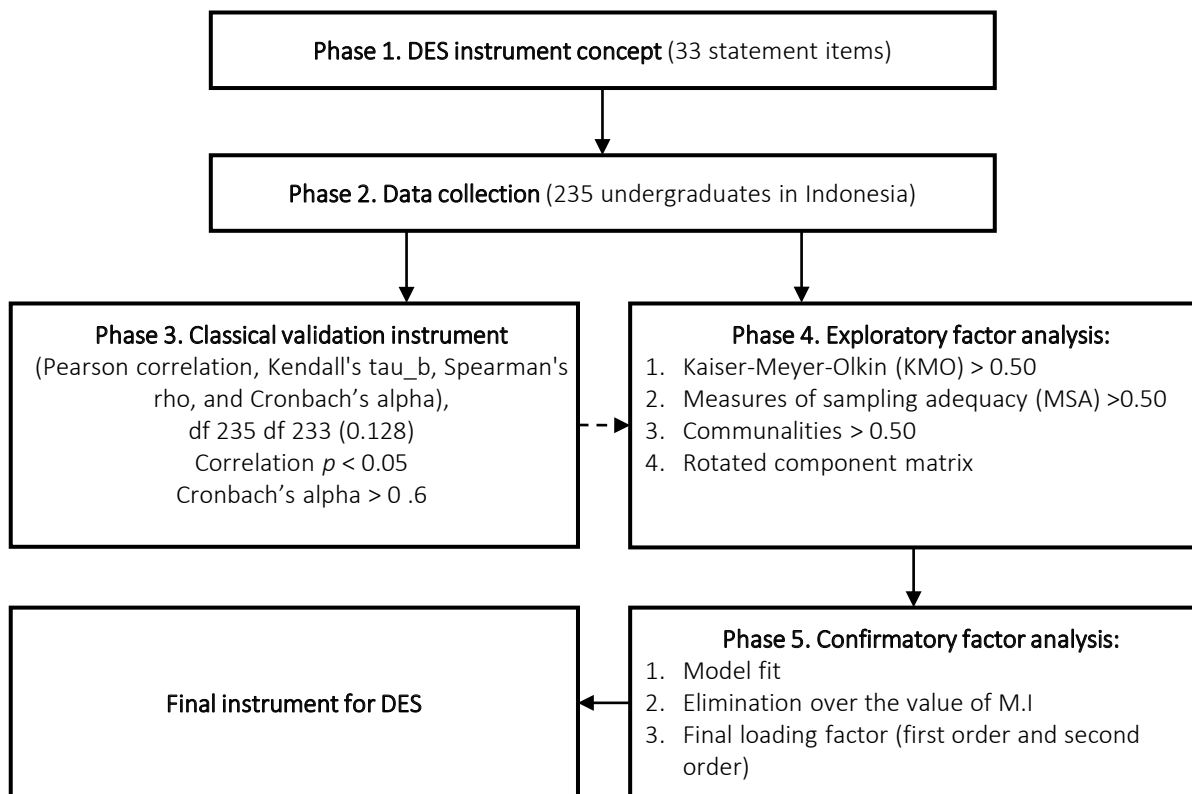 Phase 1. DES instrument concept (33 statement items)
Phase 2. Data collection (235 undergraduates in Indonesia)
Phase 3. Classical validation instrument
(Pearson correlation, Kendall's tau_b, Spearman's
rho, and Cronbach’s alpha),
df 235 df 233 (0.128)
Correlation p < 0.05
Cronbach’s alpha > 0 .6
Phase 4. Exploratory factor analysis:
1. Kaiser-Meyer-Olkin (KMO) > 0.50
2. Measures of sampling adequacy (MSA) >0.50
3. Communalities > 0.50
4. Rotated component matrix
Phase 5. Confirmatory factor analysis:
1. Model fit
2. Elimination over the value of M.I
3. Final loading factor (first order and second
order)
Final instrument for DES